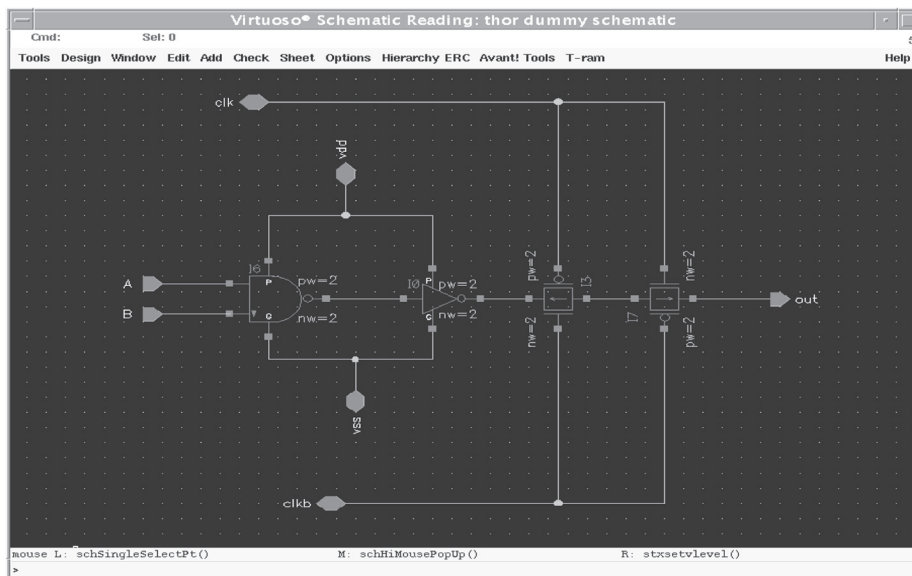 Virtuoso® Schematic Reading: thor dummy schematic
Cmd: Sel: 0
Tools Design Window Edit Add Check Sheet Options Hierarchy ERC Avant! Tools T-ram Help
clk
vdd
I6
P
pw=2
I0
P
pw=2
pw=2
I3
nw=2
A
B
G
nw=2
G
nw=2
nw=2
I7
pw=2
out
vss
clkb
mouse L: schSingleSelectPt() M: schHiMousePopUp() R: stxsetvlevel()
>